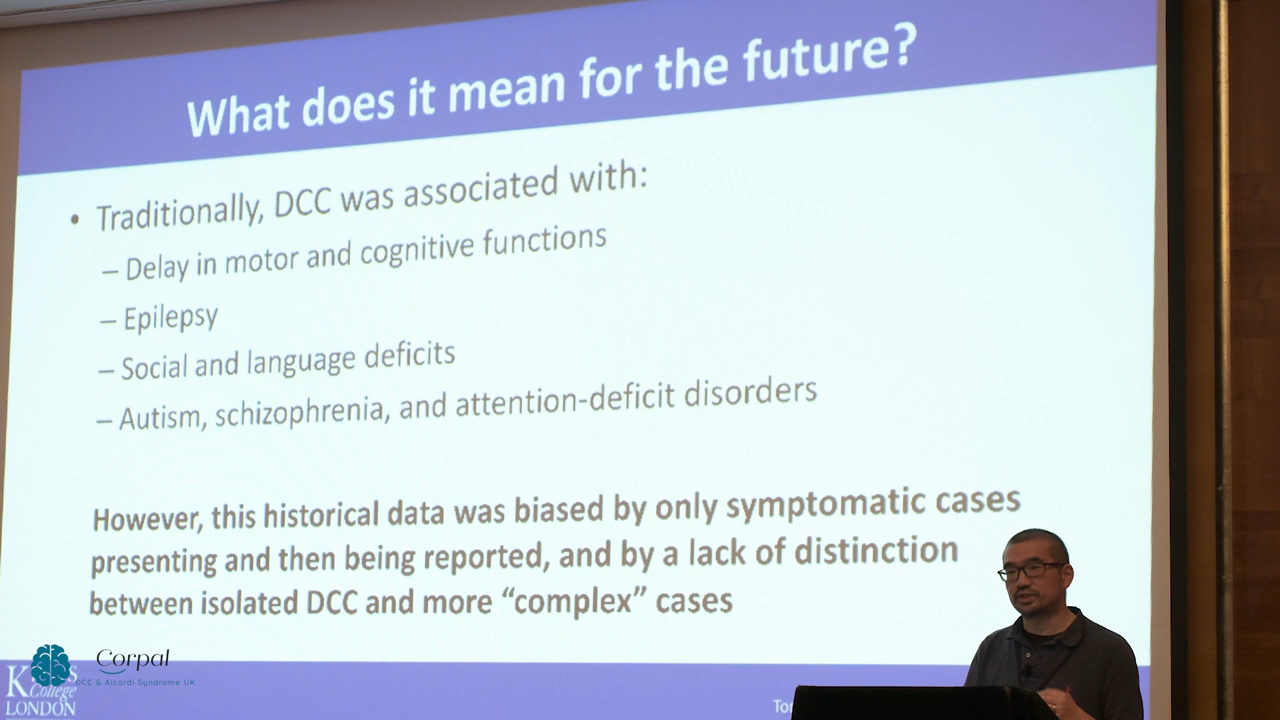 What does it mean for the future?
• Traditionally, DCC was associated with:
– Delay in motor and cognitive functions
– Epilepsy
– Social and language deficits
– Autism, schizophrenia, and attention-deficit disorders
However, this historical data was biased by only symptomatic cases
presenting and then being reported, and by a lack of distinction
between isolated DCC and more “complex” cases
Corpal
DCC & Aicardi Syndrome UK
College
LONDON